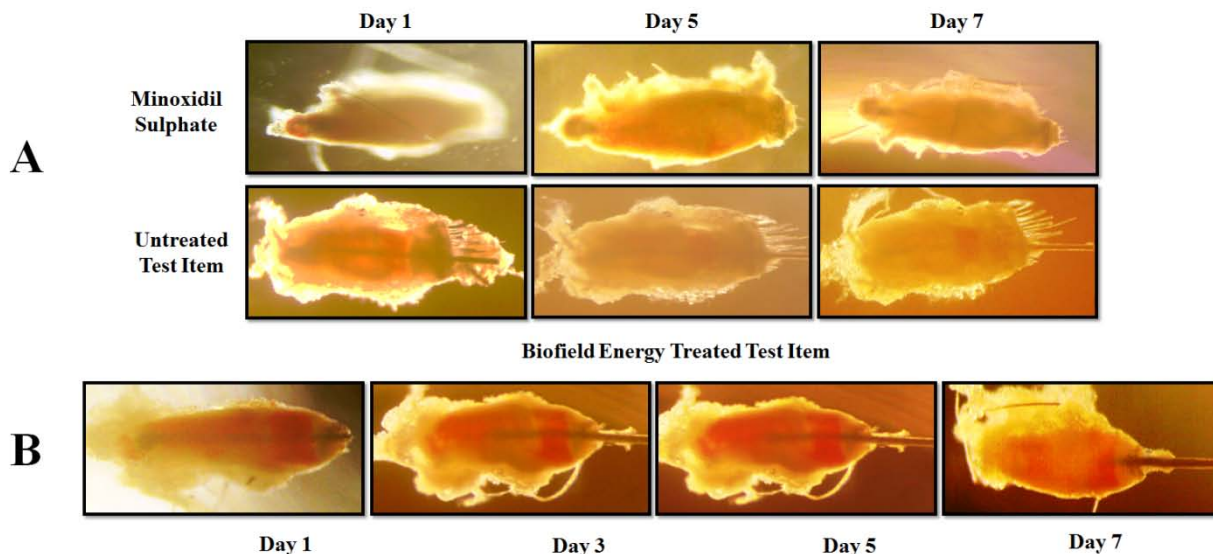 Day 1 Day 5 Day 7
Minoxidil
Sulphate
A
Untreated
Test Item
Biofield Energy Treated Test Item
B
Day 1 Day 3 Day 5 Day 7